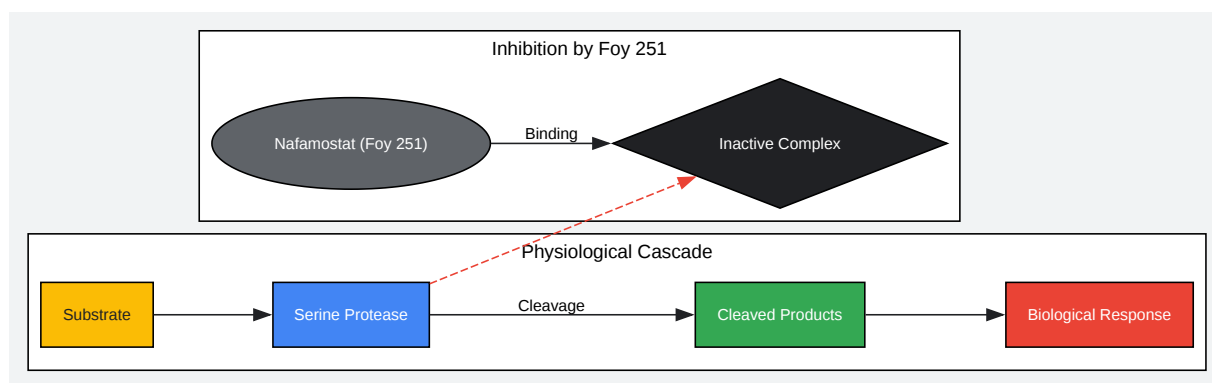 Inhibition by Foy 251
Nafamostat (Foy 251)
Binding
Inactive Complex
Physiological Cascade
Substrate
Serine Protease
Cleavage
Cleaved Products
Biological Response